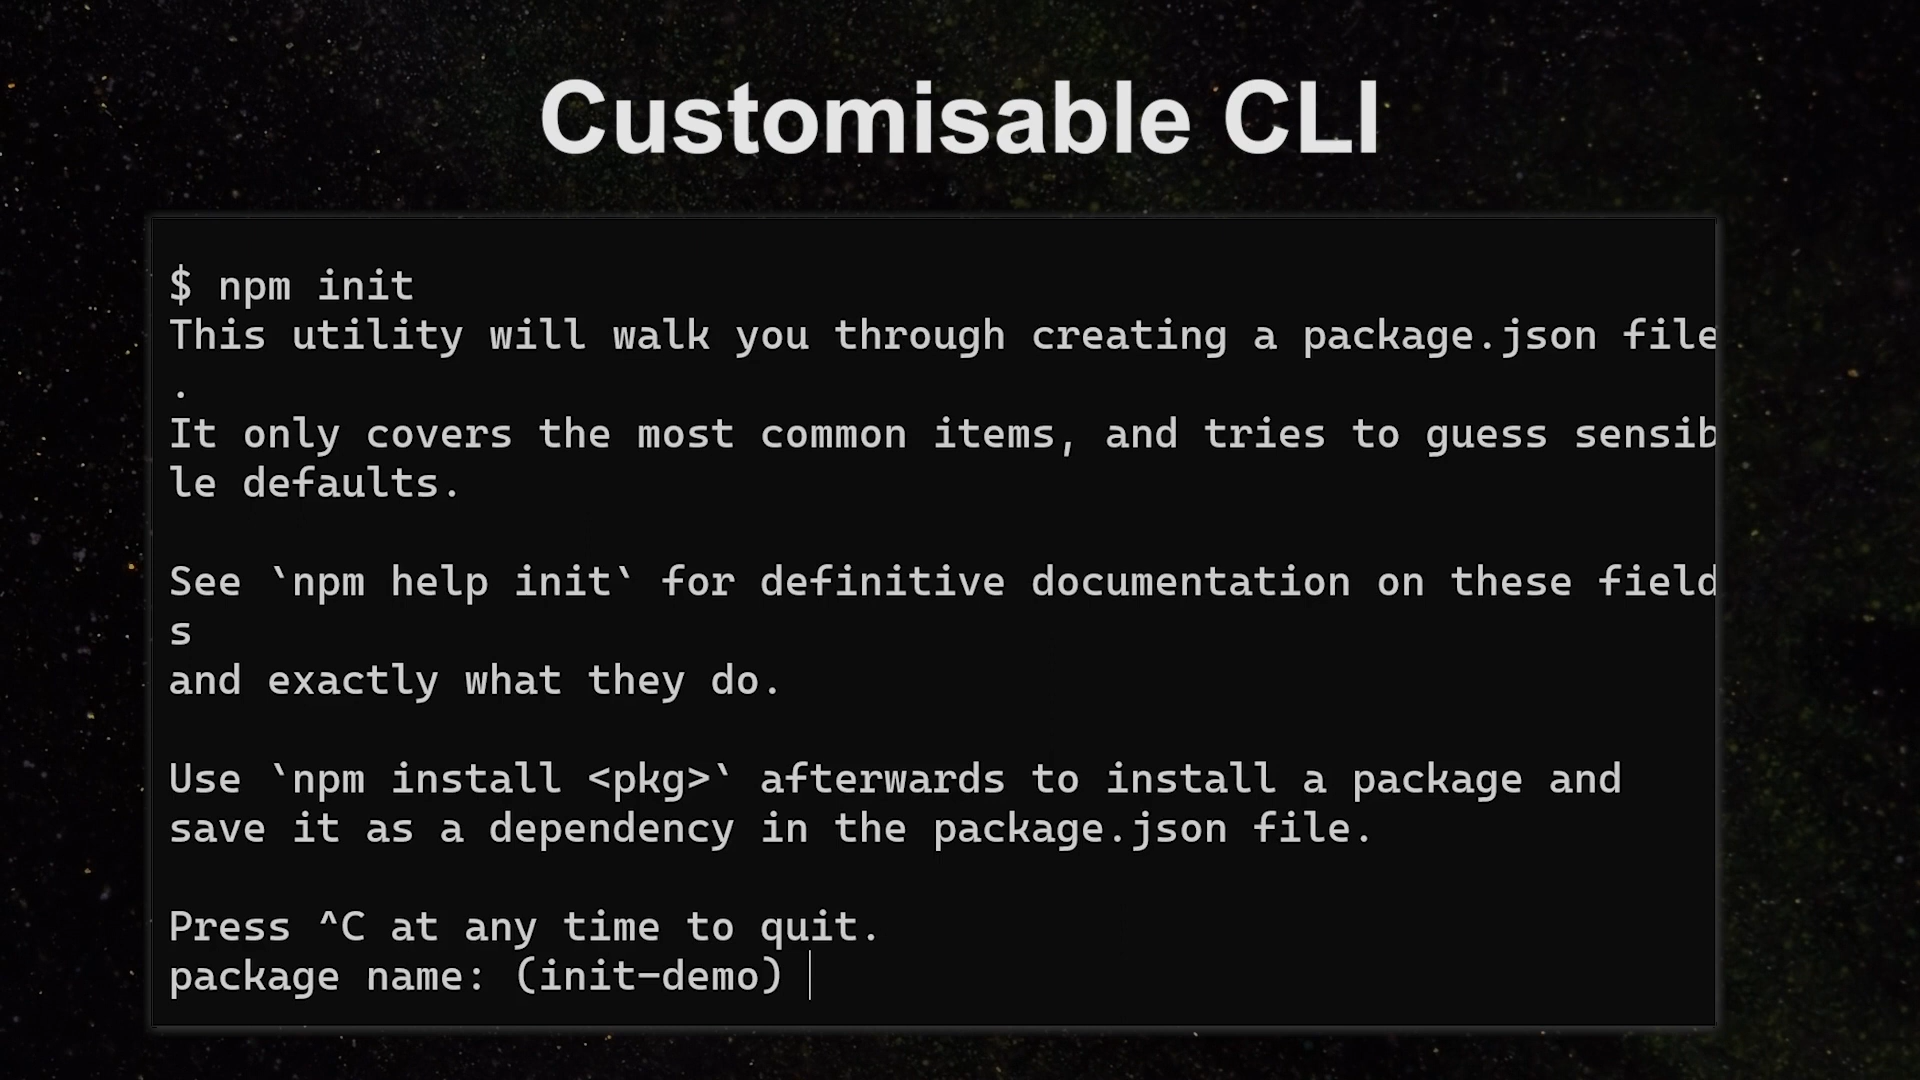 Customisable CLI
$ npm init
This utility will walk you through creating a package.json file
.
It only covers the most common items, and tries to guess sensib
le defaults.
See `npm help init` for definitive documentation on these field
s
and exactly what they do.
Use `npm install <pkg>` afterwards to install a package and
save it as a dependency in the package.json file.
Press ^C at any time to quit.
package name: (init-demo)